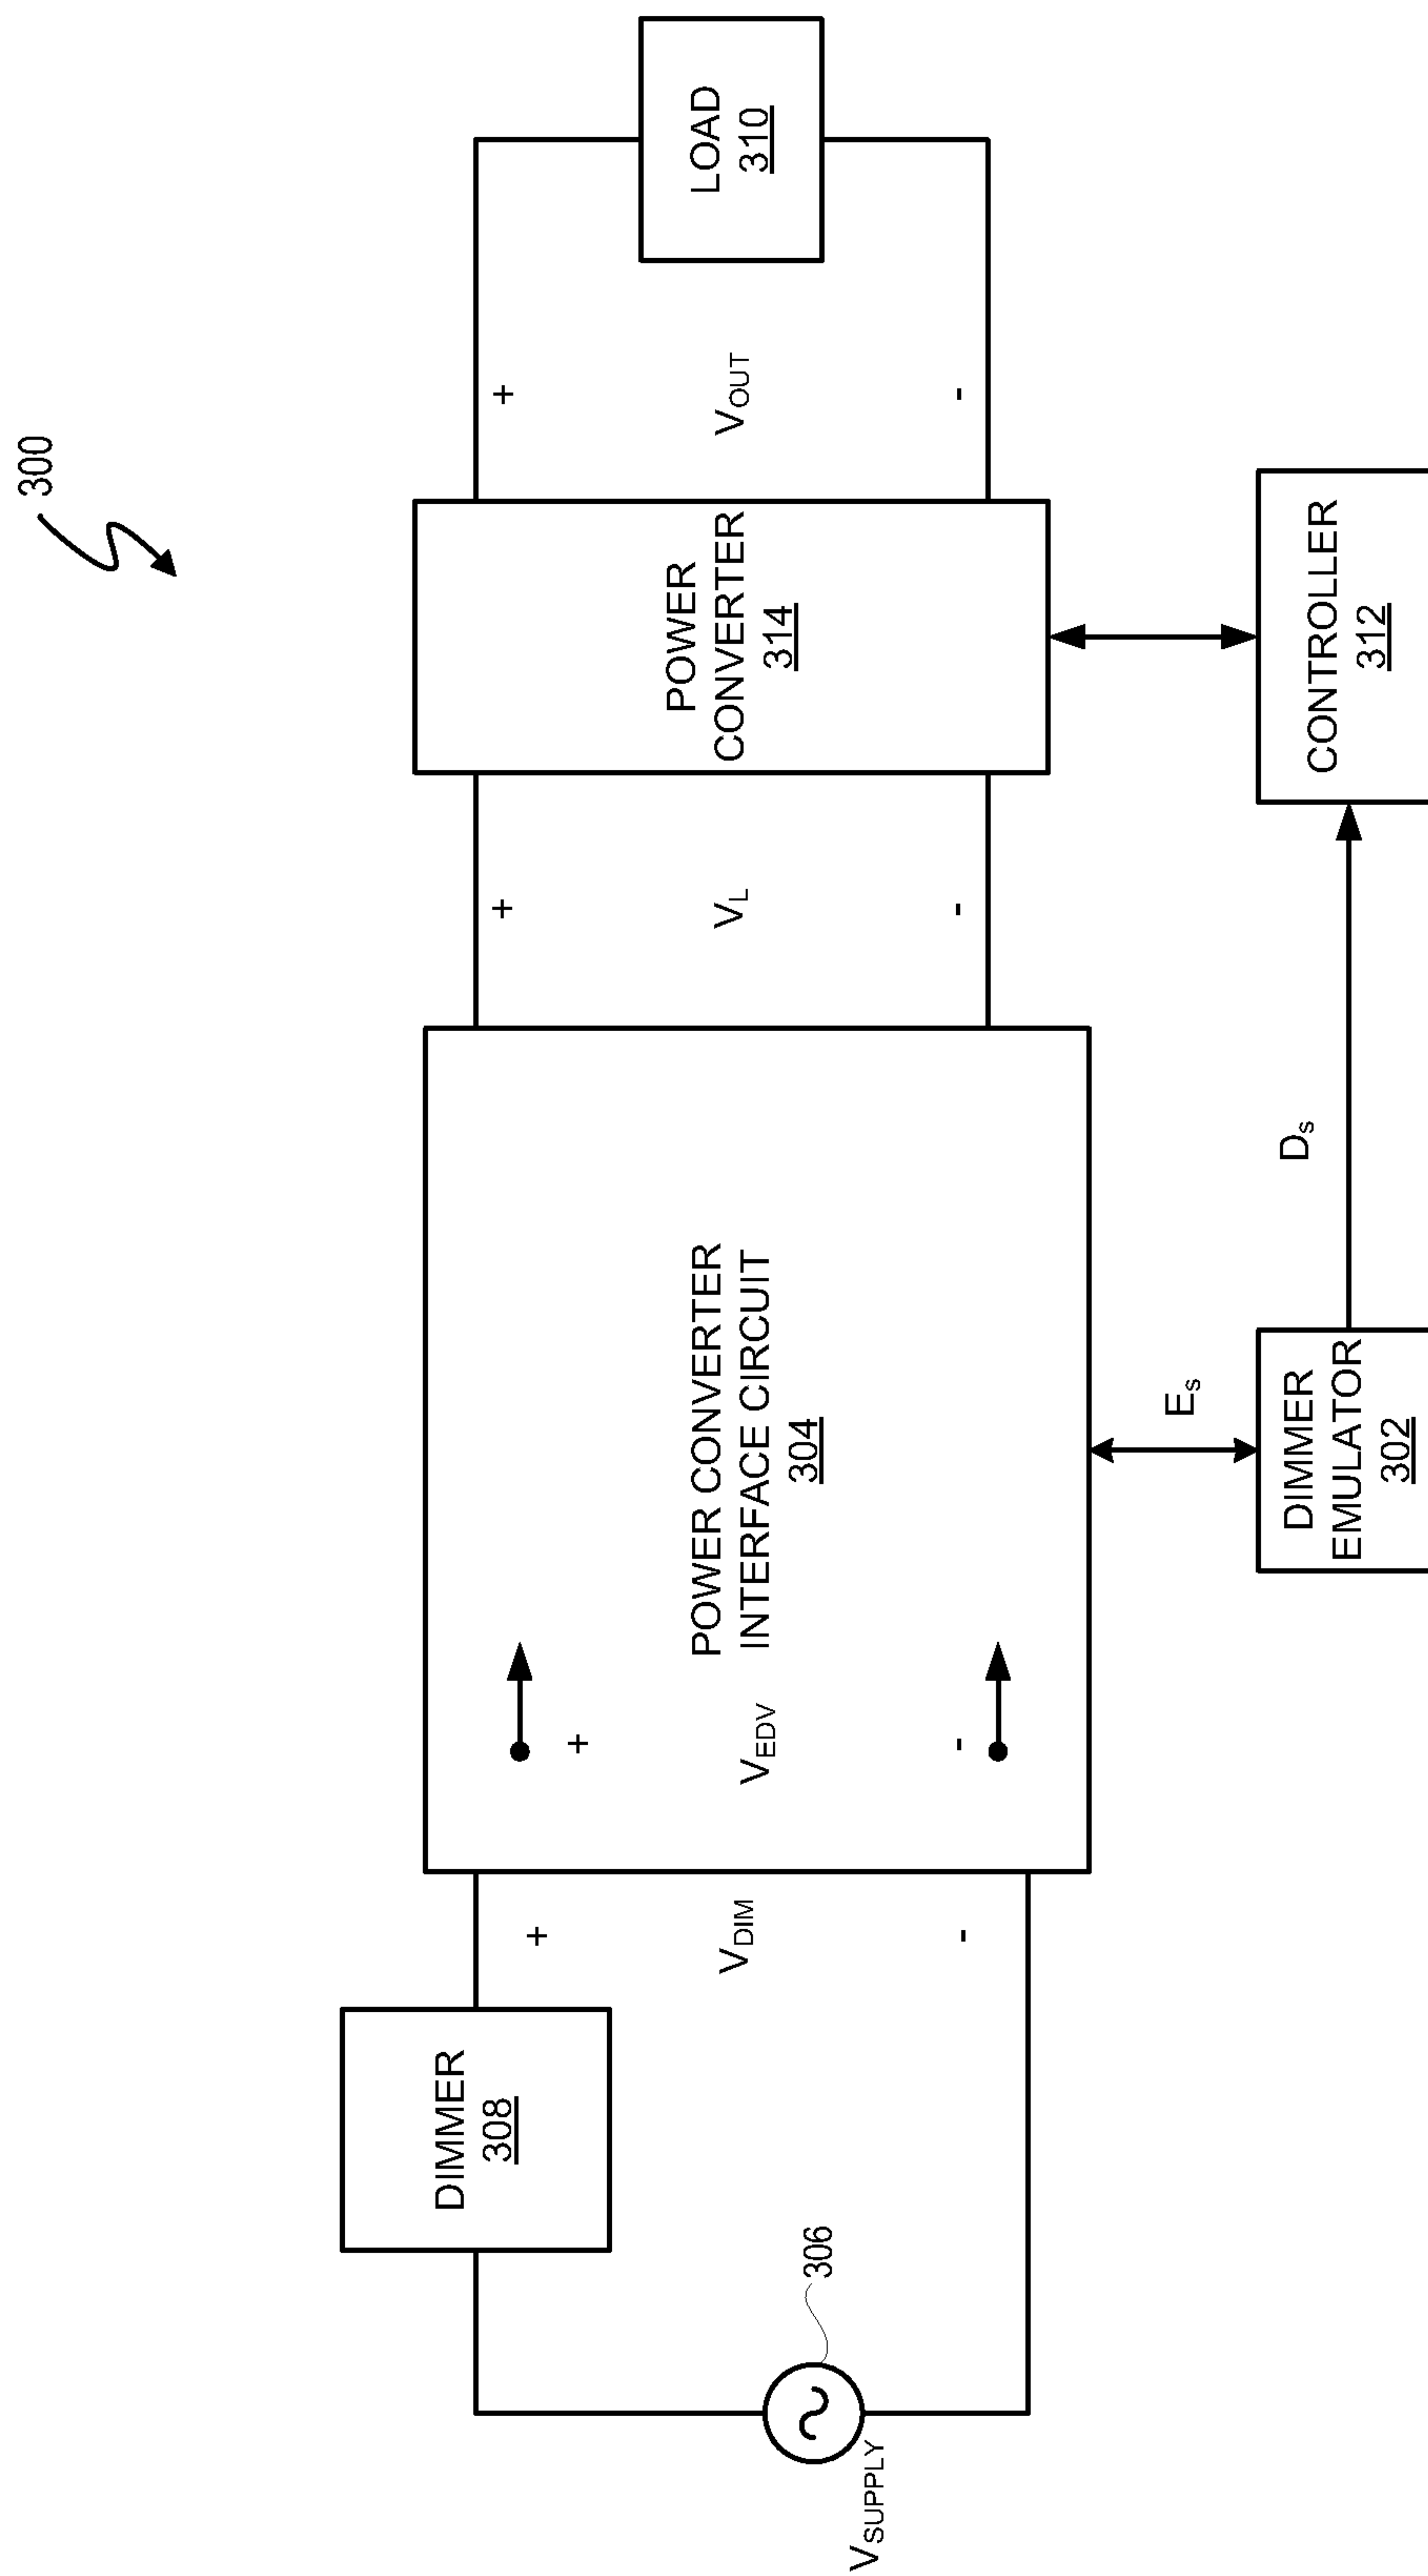 300
DIMMER
308
POWER CONVERTER
INTERFACE CIRCUIT
304
POWER
CONVERTER
314
LOAD
310
306
VSUPPLY
+
VDIM
-
+
VEDV
-
+
VL
-
+
VOUT
-
Es
Ds
DIMMER
EMULATOR
302
CONTROLLER
312